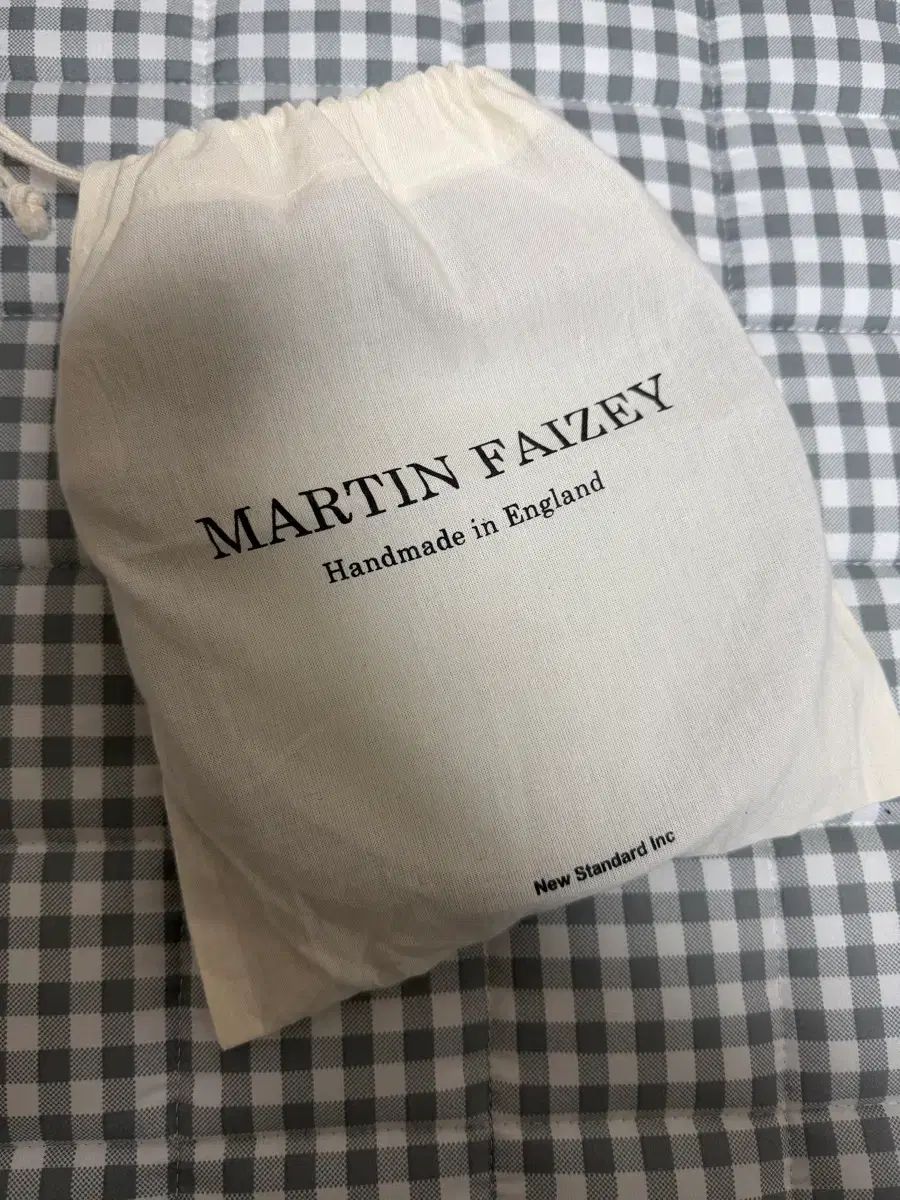 MARTIN FAIZEY
Handmade in England
New Standard Inc